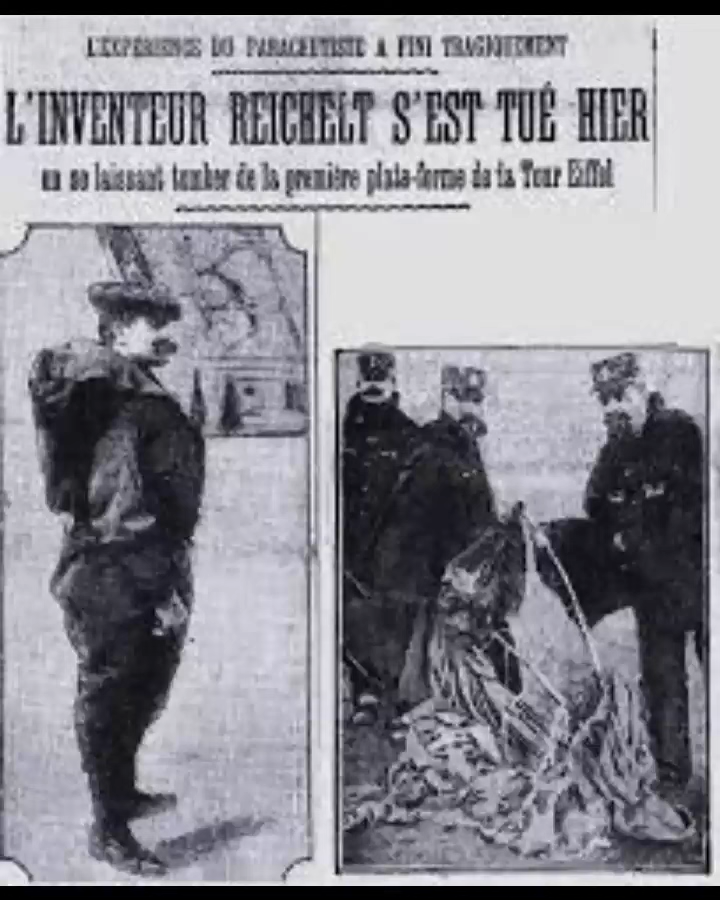 L'EXPÉRIENCE DU PARACHUTISTE A FINI TRAGIQUEMENT
L'INVENTEUR REICHELT S'EST TUÉ HIER
en se laissant tomber de la première plate-forme de la Tour Eiffel